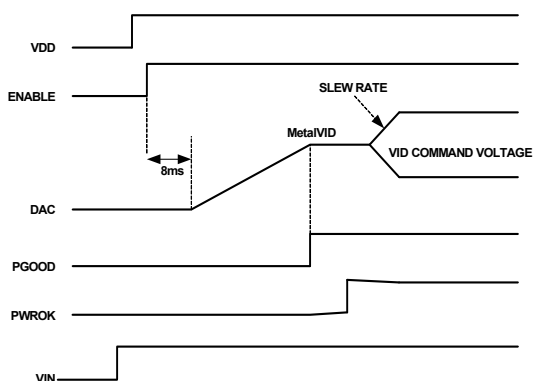 VDD
ENABLE
SLEW RATE
MetalVID
VID COMMAND VOLTAGE
8ms
DAC
PGOOD
PWROK
VIN